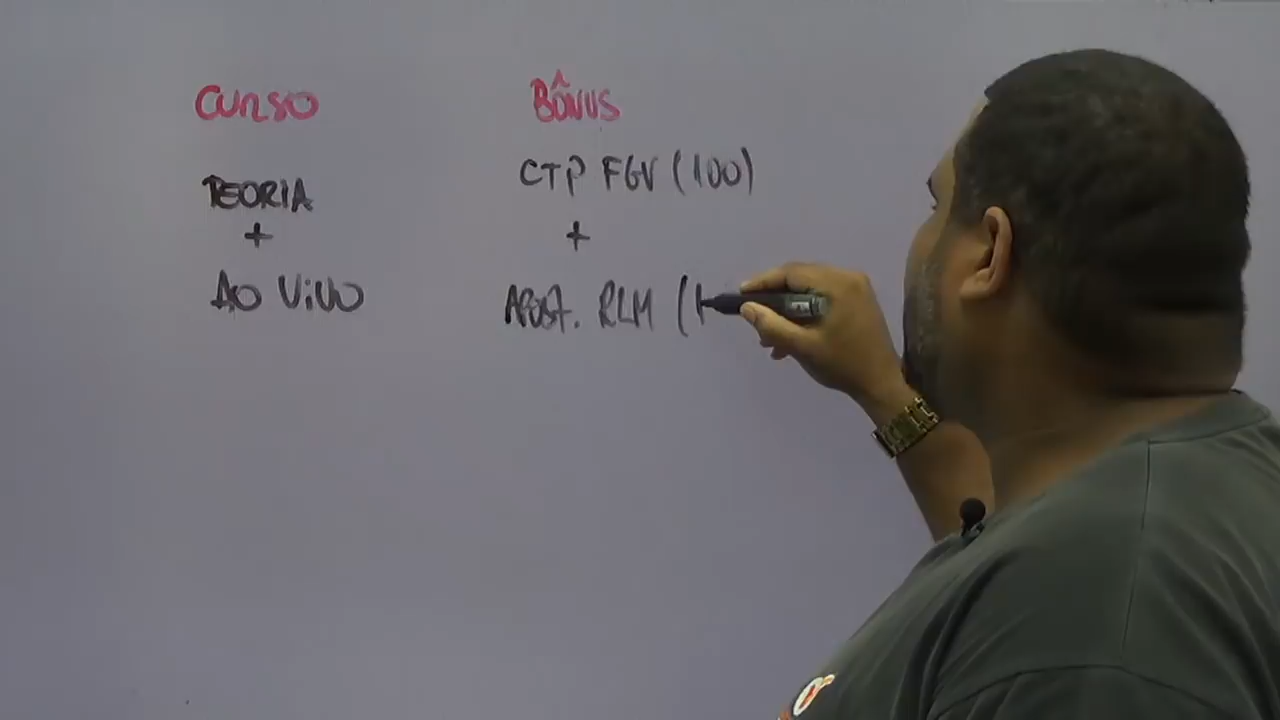 CURSO
TEORIA
+
AO ViVO
BÔNUS
CTP FGV (100)
+
APOST. RLM (